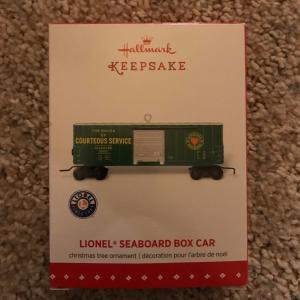 Hallmark
KEEPSAKE
THE ROUTE
OF
COURTEOUS SERVICE
LIONEL
LIONEL® SEABOARD BOX CAR
christmas tree ornament | décoration pour l'arbre de noël